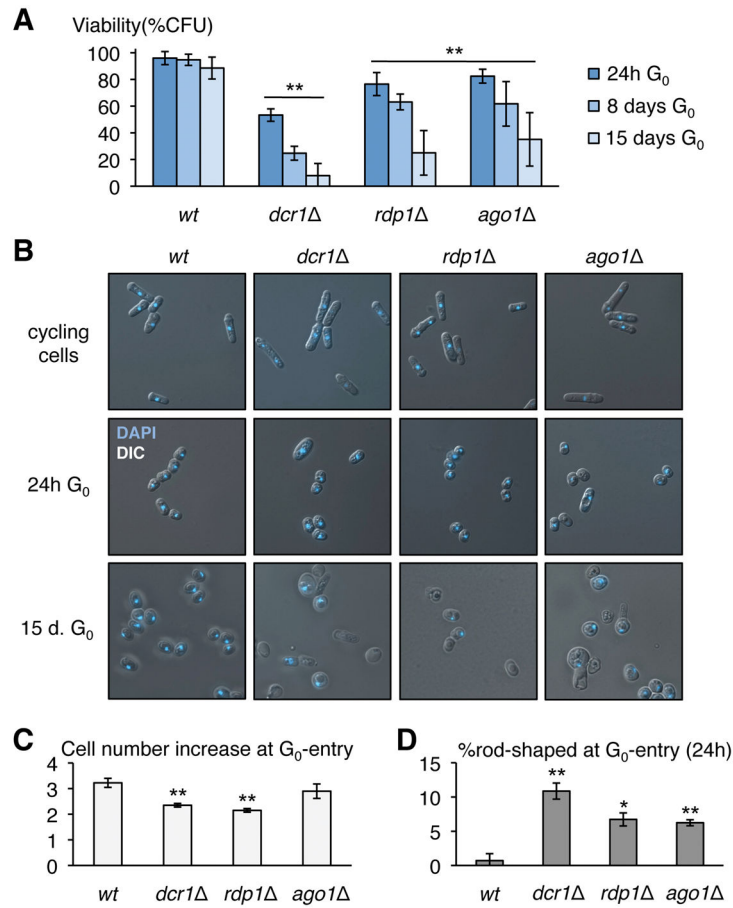 A
Viability(%CFU)
100
80
60
40
20
0
**
**
24h G₀
8 days G₀
15 days G₀
wt dcr1Δ rdp1Δ ago1Δ
B
wt dcr1Δ rdp1Δ ago1Δ
cycling
cells
DAPI
DIC
24h G₀
15 d. G₀
C
Cell number increase at G₀-entry
4
3
2
1
0
** **
wt dcr1Δ rdp1Δ ago1Δ
D
%rod-shaped at G₀-entry (24h)
15
10
5
0
** * **
wt dcr1Δ rdp1Δ ago1Δ